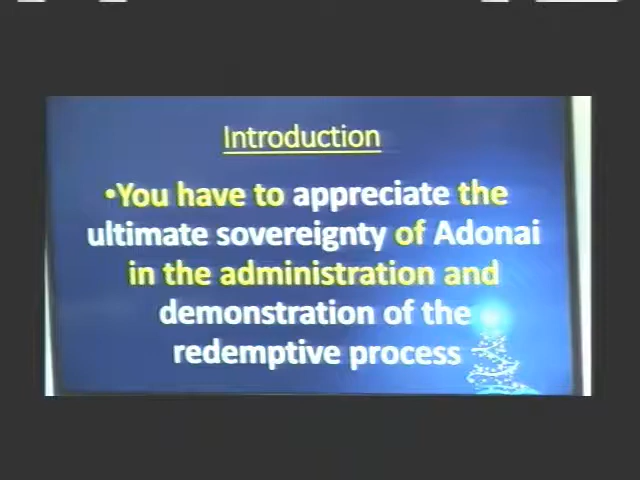 Introduction
•You have to appreciate the
ultimate sovereignty of Adonai
in the administration and
demonstration of the
redemptive process